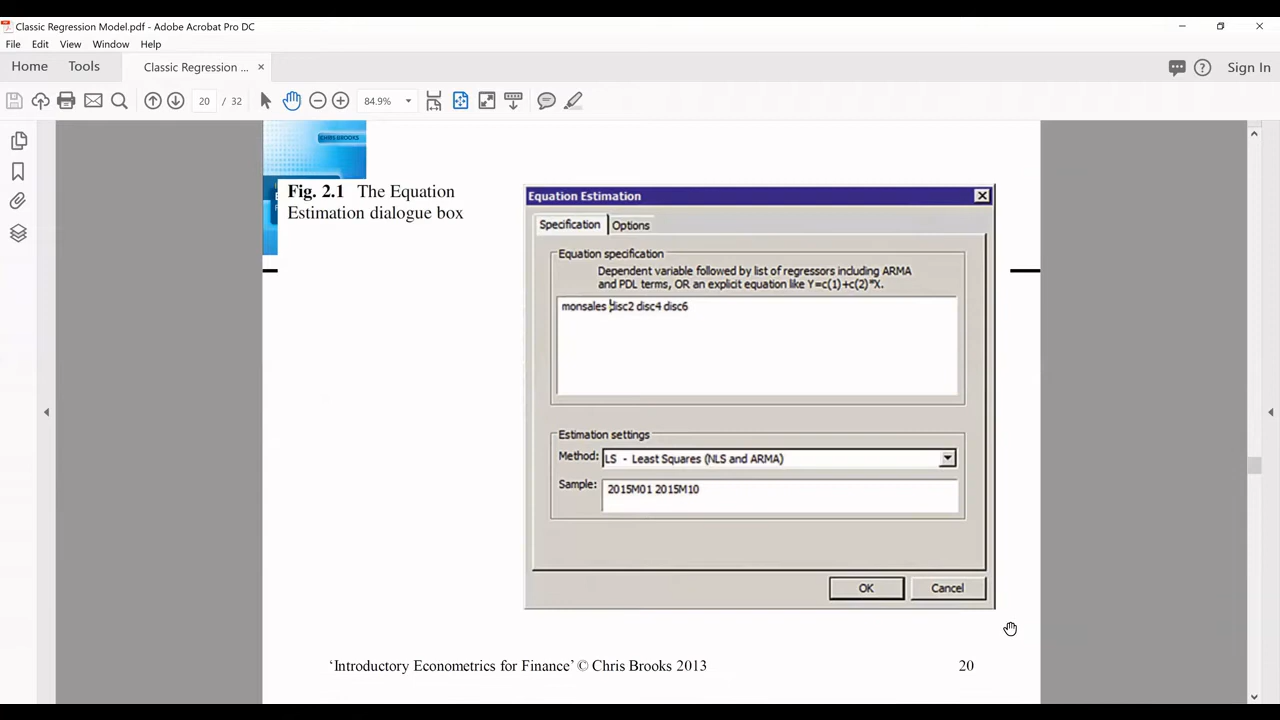 Classic Regression Model.pdf - Adobe Acrobat Pro DC
File Edit View Window Help
Home Tools Classic Regression ... × Sign In
20 / 32 84.9%
CHRIS BROOKS
Fig. 2.1 The Equation
Estimation dialogue box
Equation Estimation
Specification Options
Equation specification
Dependent variable followed by list of regressors including ARMA
and PDL terms, OR an explicit equation like Y=c(1)+c(2)*X.
monsales disc2 disc4 disc6
Estimation settings
Method: LS - Least Squares (NLS and ARMA)
Sample: 2015M01 2015M10
OK Cancel
‘Introductory Econometrics for Finance’ © Chris Brooks 2013 20